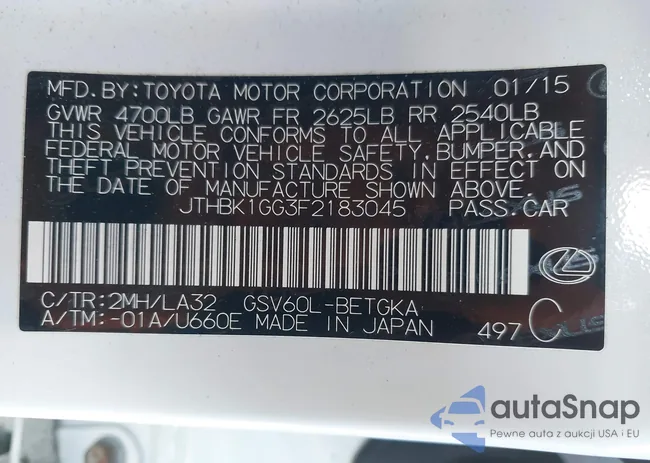 MFD.BY:TOYOTA MOTOR CORPORATION 01/15
GVWR 4700LB GAWR FR 2625LB RR 2540LB
THIS VEHICLE CONFORMS TO ALL APPLICABLE
FEDERAL MOTOR VEHICLE SAFETY,BUMPER,AND
THEFT PREVENTION STANDARDS IN EFFECT ON
THE DATE OF MANUFACTURE SHOWN ABOVE.
JTHBK1GG3F2183045 PASS.CAR
C/TR:2MH/LA32 GSV60L-BETGKA
A/TM:-01A/U660E MADE IN JAPAN 497 C
autaSnap
Pewne auta z aukcji USA i EU